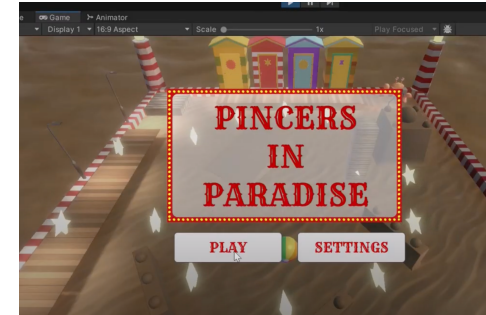 Game Animator
Display 1 16:9 Aspect Scale 1x Play Focused
PINCERS
IN
PARADISE
PLAY SETTINGS